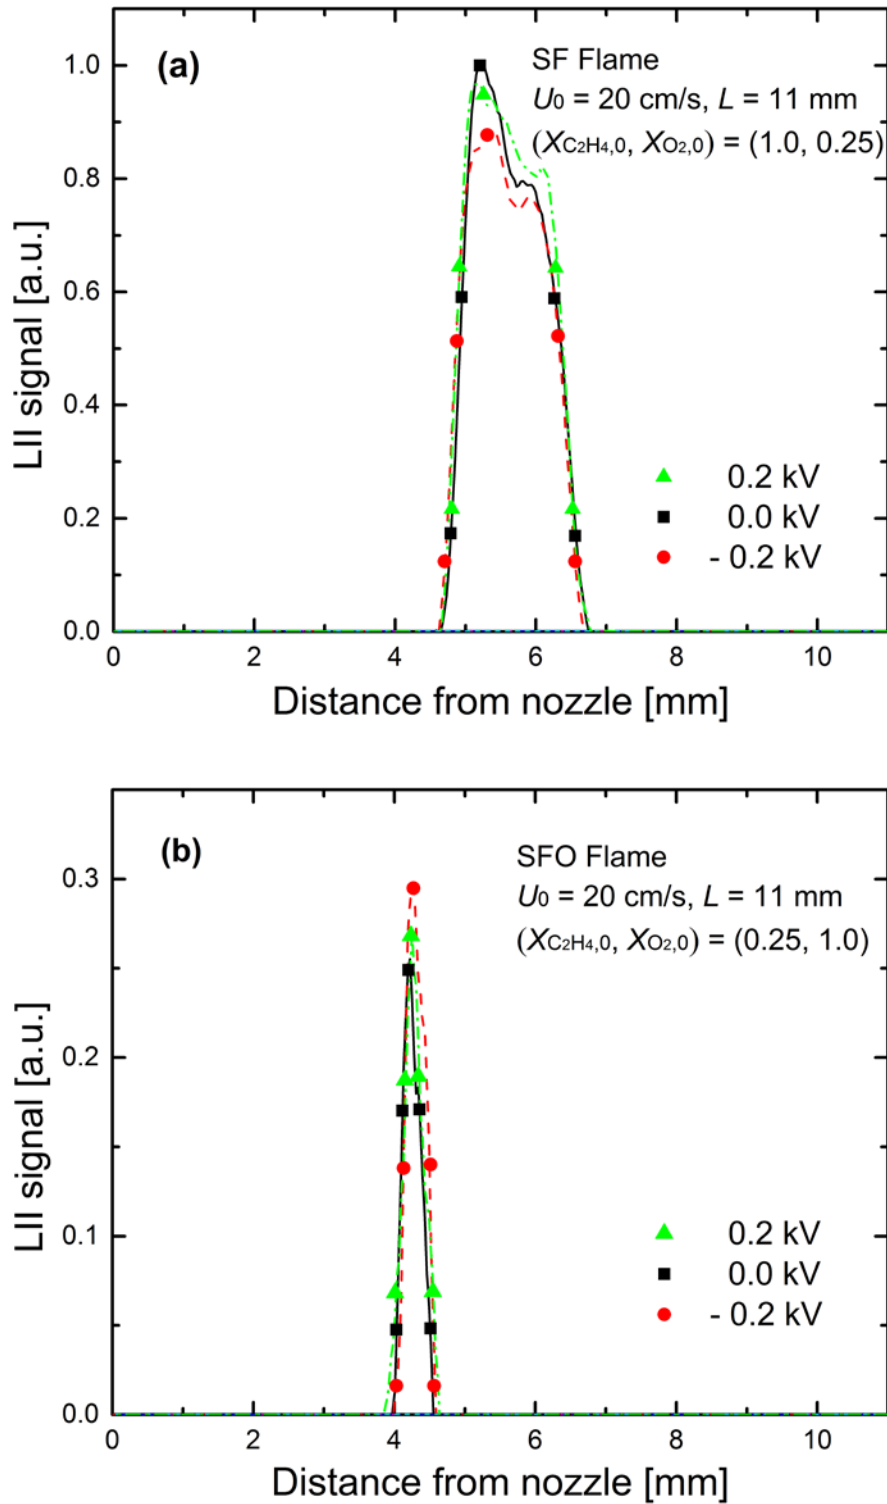 (a)
SF Flame
U0 = 20 cm/s, L = 11 mm
(XC2H4,0, XO2,0) = (1.0, 0.25)
1.0
0.8
0.6
0.4
0.2
0.0
LII signal [a.u.]
0.2 kV
0.0 kV
- 0.2 kV
0 2 4 6 8 10
Distance from nozzle [mm]
(b)
SFO Flame
U0 = 20 cm/s, L = 11 mm
(XC2H4,0, XO2,0) = (0.25, 1.0)
0.3
0.2
0.1
0.0
LII signal [a.u.]
0.2 kV
0.0 kV
- 0.2 kV
0 2 4 6 8 10
Distance from nozzle [mm]